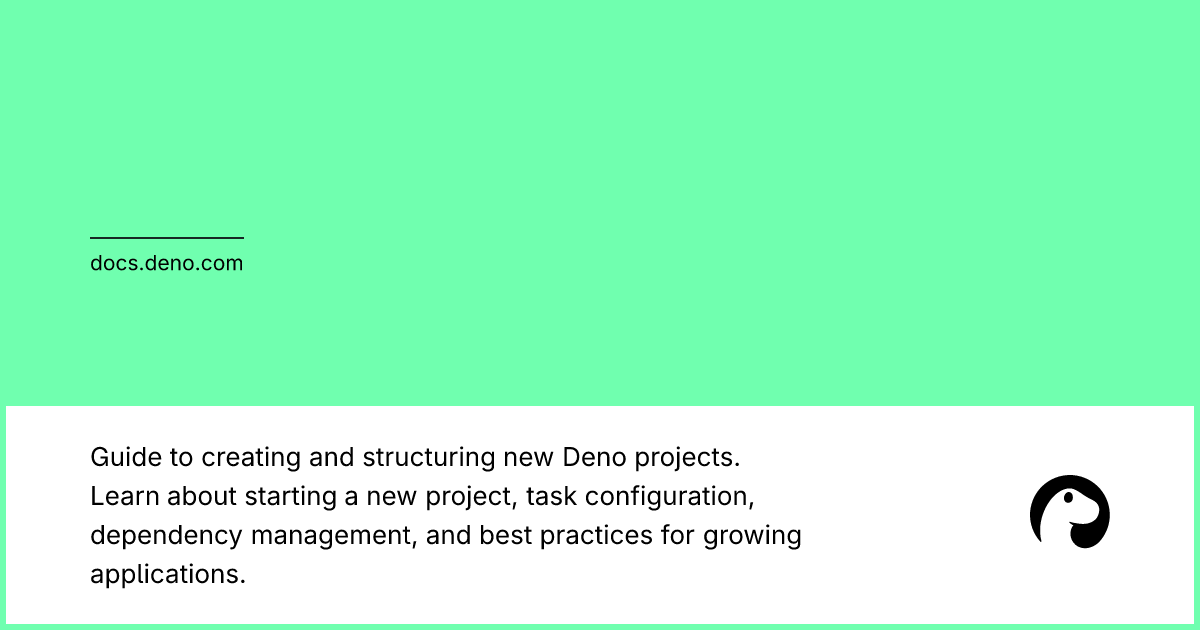 docs.deno.com
Guide to creating and structuring new Deno projects.
Learn about starting a new project, task configuration,
dependency management, and best practices for growing
applications.